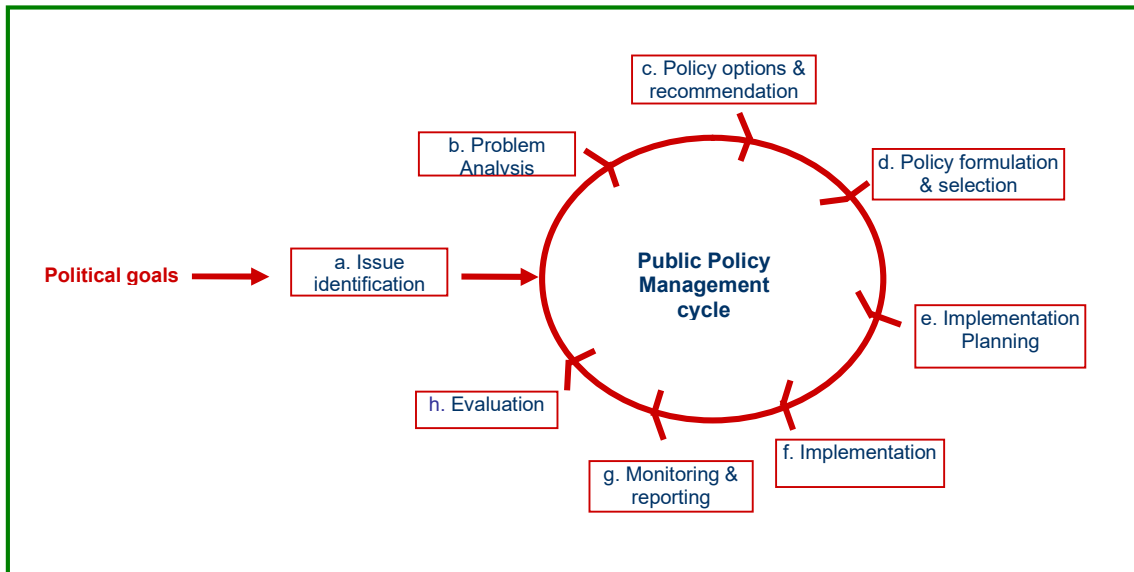 Political goals
a. Issue
identification
b. Problem
Analysis
c. Policy options &
recommendation
d. Policy formulation
& selection
e. Implementation
Planning
f. Implementation
g. Monitoring &
reporting
h. Evaluation
Public Policy
Management
cycle